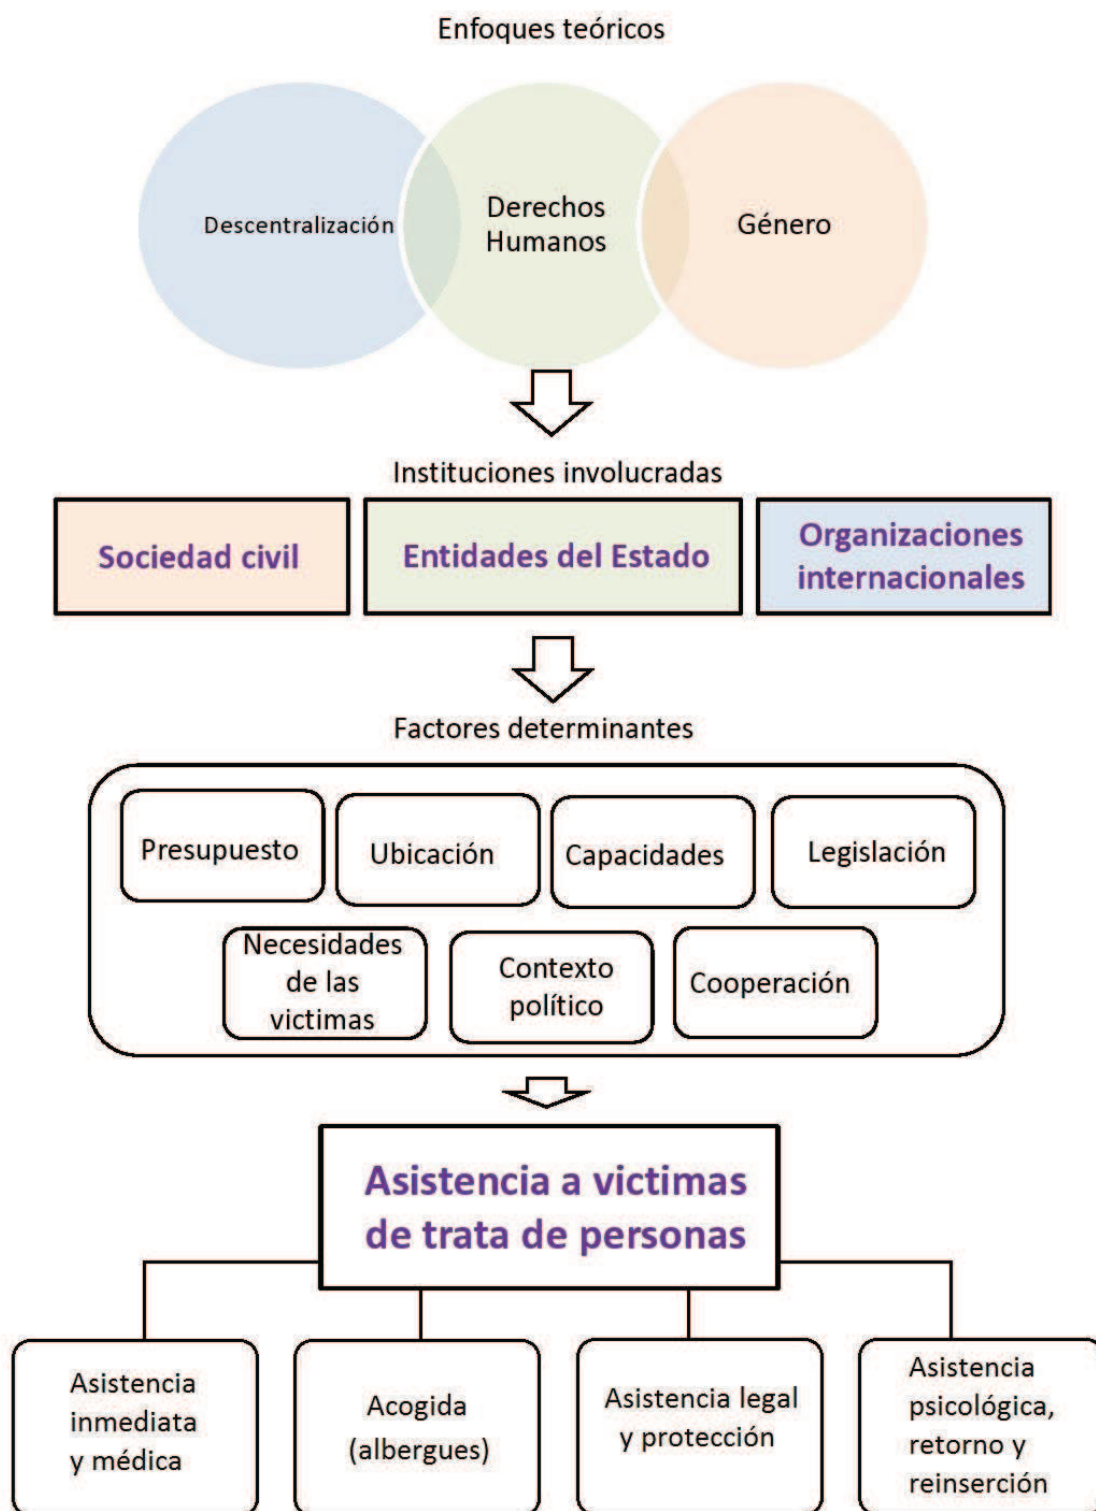 Enfoques teóricos
Descentralización
Derechos
Humanos
Género
Instituciones involucradas
Sociedad civil
Entidades del Estado
Organizaciones
internacionales
Factores determinantes
Presupuesto
Ubicación
Capacidades
Legislación
Necesidades
de las
victimas
Contexto
político
Cooperación
Asistencia a victimas
de trata de personas
Asistencia
inmediata
y médica
Acogida
(albergues)
Asistencia legal
y protección
Asistencia
psicológica,
retorno y
reinserción